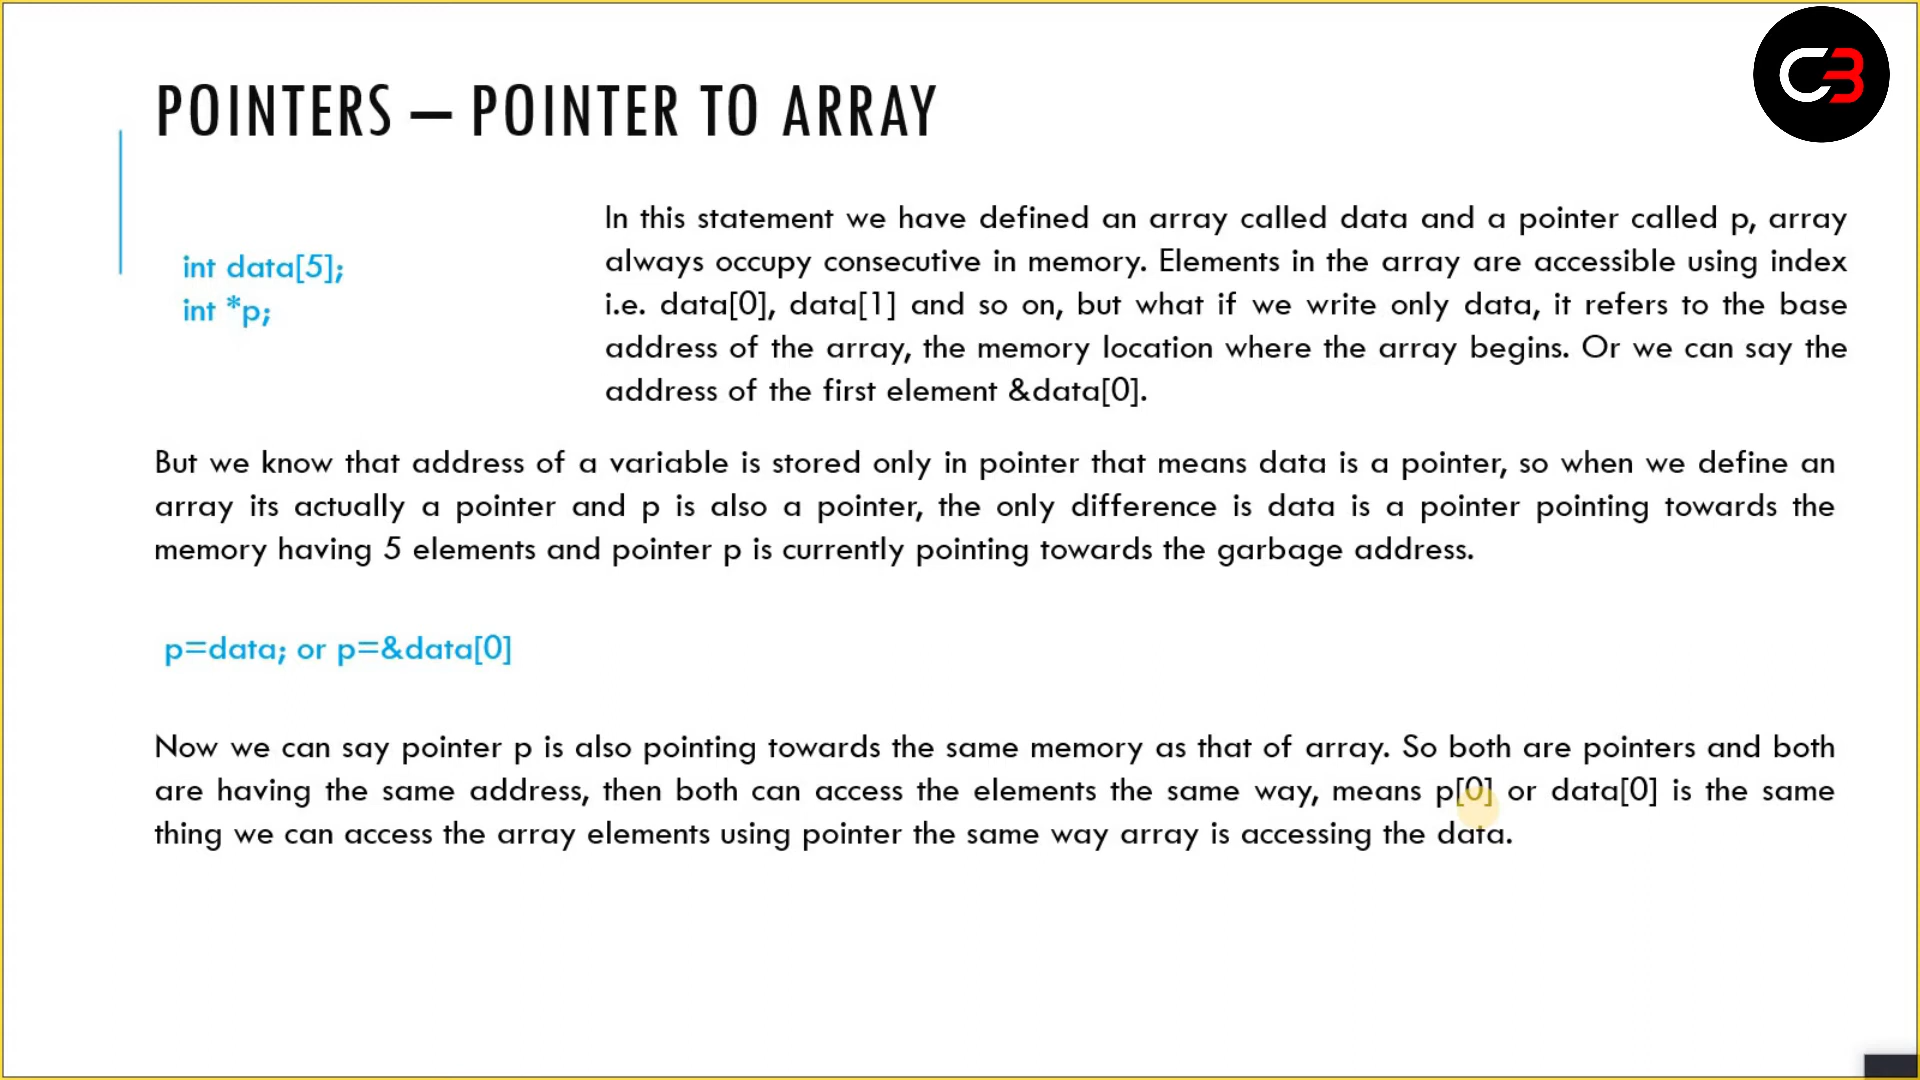 POINTERS – POINTER TO ARRAY
C3
int data[5];
int *p;
In this statement we have defined an array called data and a pointer called p, array
always occupy consecutive in memory. Elements in the array are accessible using index
i.e. data[0], data[1] and so on, but what if we write only data, it refers to the base
address of the array, the memory location where the array begins. Or we can say the
address of the first element &data[0].
But we know that address of a variable is stored only in pointer that means data is a pointer, so when we define an
array its actually a pointer and p is also a pointer, the only difference is data is a pointer pointing towards the
memory having 5 elements and pointer p is currently pointing towards the garbage address.
p=data; or p=&data[0]
Now we can say pointer p is also pointing towards the same memory as that of array. So both are pointers and both
are having the same address, then both can access the elements the same way, means p[0] or data[0] is the same
thing we can access the array elements using pointer the same way array is accessing the data.